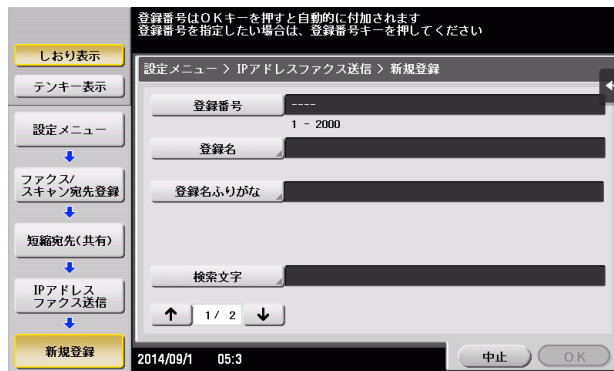 登録番号はOKキーを押すと自動的に付加されます
登録番号を指定したい場合は、登録番号キーを押してください
しおり表示
テンキー表示
設定メニュー
ファクス/
スキャン宛先登録
短縮宛先(共有)
IPアドレス
ファクス送信
新規登録
設定メニュー > IPアドレスファクス送信 > 新規登録
登録番号
----
1 - 2000
登録名
登録名ふりがな
検索文字
↑ 1/ 2 ↓
2014/09/1 05:3
中止
OK